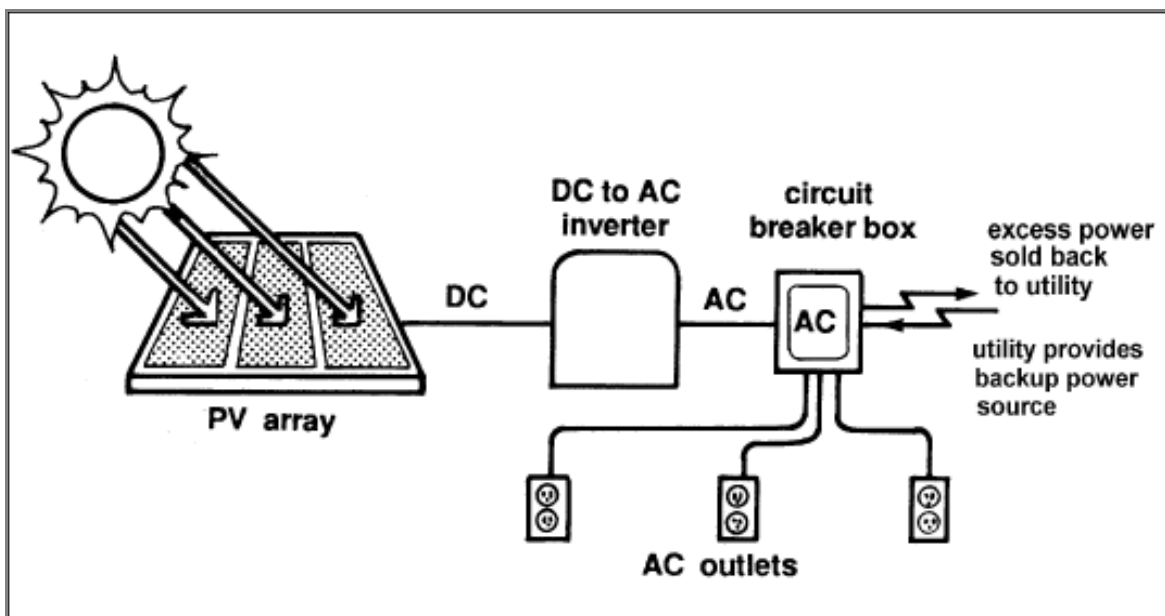 DC to AC
inverter
circuit
breaker box
excess power
sold back
to utility
DC
AC
AC
utility provides
backup power
source
PV array
AC outlets